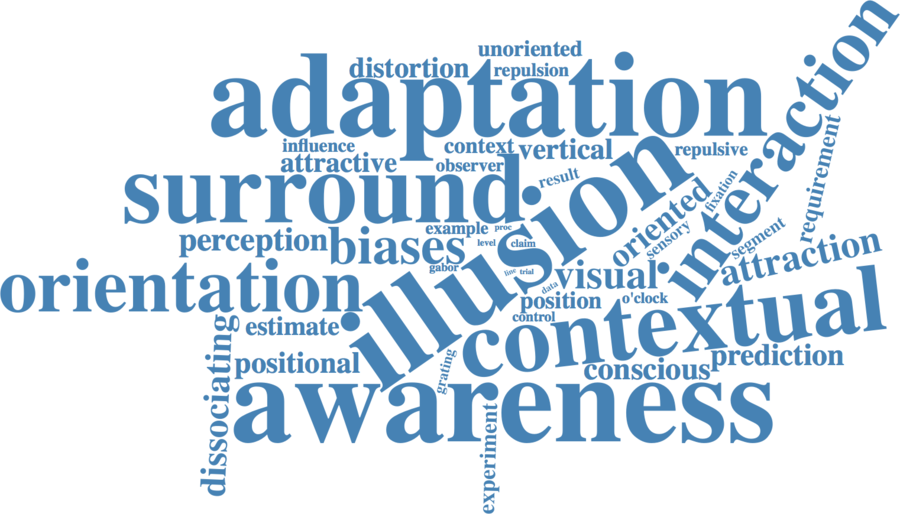 unoriented
distortion
repulsion
adaptation
interaction
influence
context
vertical
repulsive
requirement
attractive
observer
result
surround
illusion
oriented
fixation
example
proc
perception
biases
level
claim
sensory
segment
attraction
gabor
line
trial
visual
data
orientation
position
o'clock
control
contextual
estimate
dissociating
positional
grating
conscious
prediction
awareness
experiment